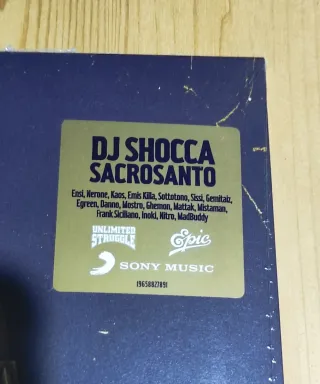 DJ SHOCCA
SACROSANTO
Ensi, Nerone, Kaos, Emis Killa, Sottotono, Sissi, Gemitaiz,
Egreen, Danno, Mostro, Ghemon, Mattak, Mistaman,
Frank Siciliano, Inoki, Nitro, MadBuddy
UNLIMITED
STRUGGLE
Epic
SONY MUSIC
19658827891